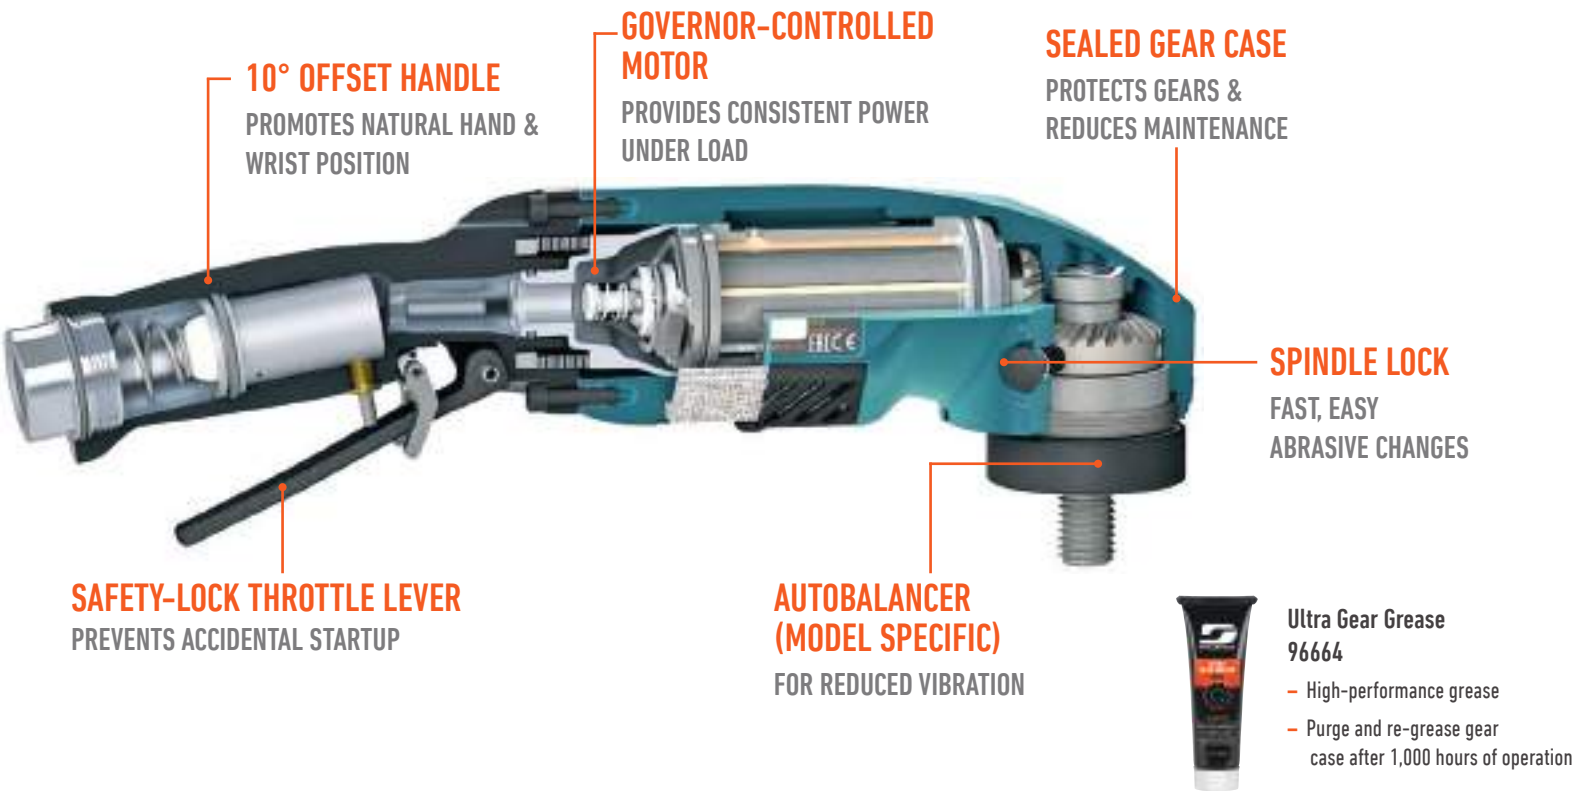 10° OFFSET HANDLE
PROMOTES NATURAL HAND &
WRIST POSITION
GOVERNOR-CONTROLLED
MOTOR
PROVIDES CONSISTENT POWER
UNDER LOAD
SEALED GEAR CASE
PROTECTS GEARS &
REDUCES MAINTENANCE
EAC CE
SPINDLE LOCK
FAST, EASY
ABRASIVE CHANGES
SAFETY-LOCK THROTTLE LEVER
PREVENTS ACCIDENTAL STARTUP
AUTOBALANCER
(MODEL SPECIFIC)
FOR REDUCED VIBRATION
Ultra Gear Grease
96664
– High-performance grease
– Purge and re-grease gear
case after 1,000 hours of operation